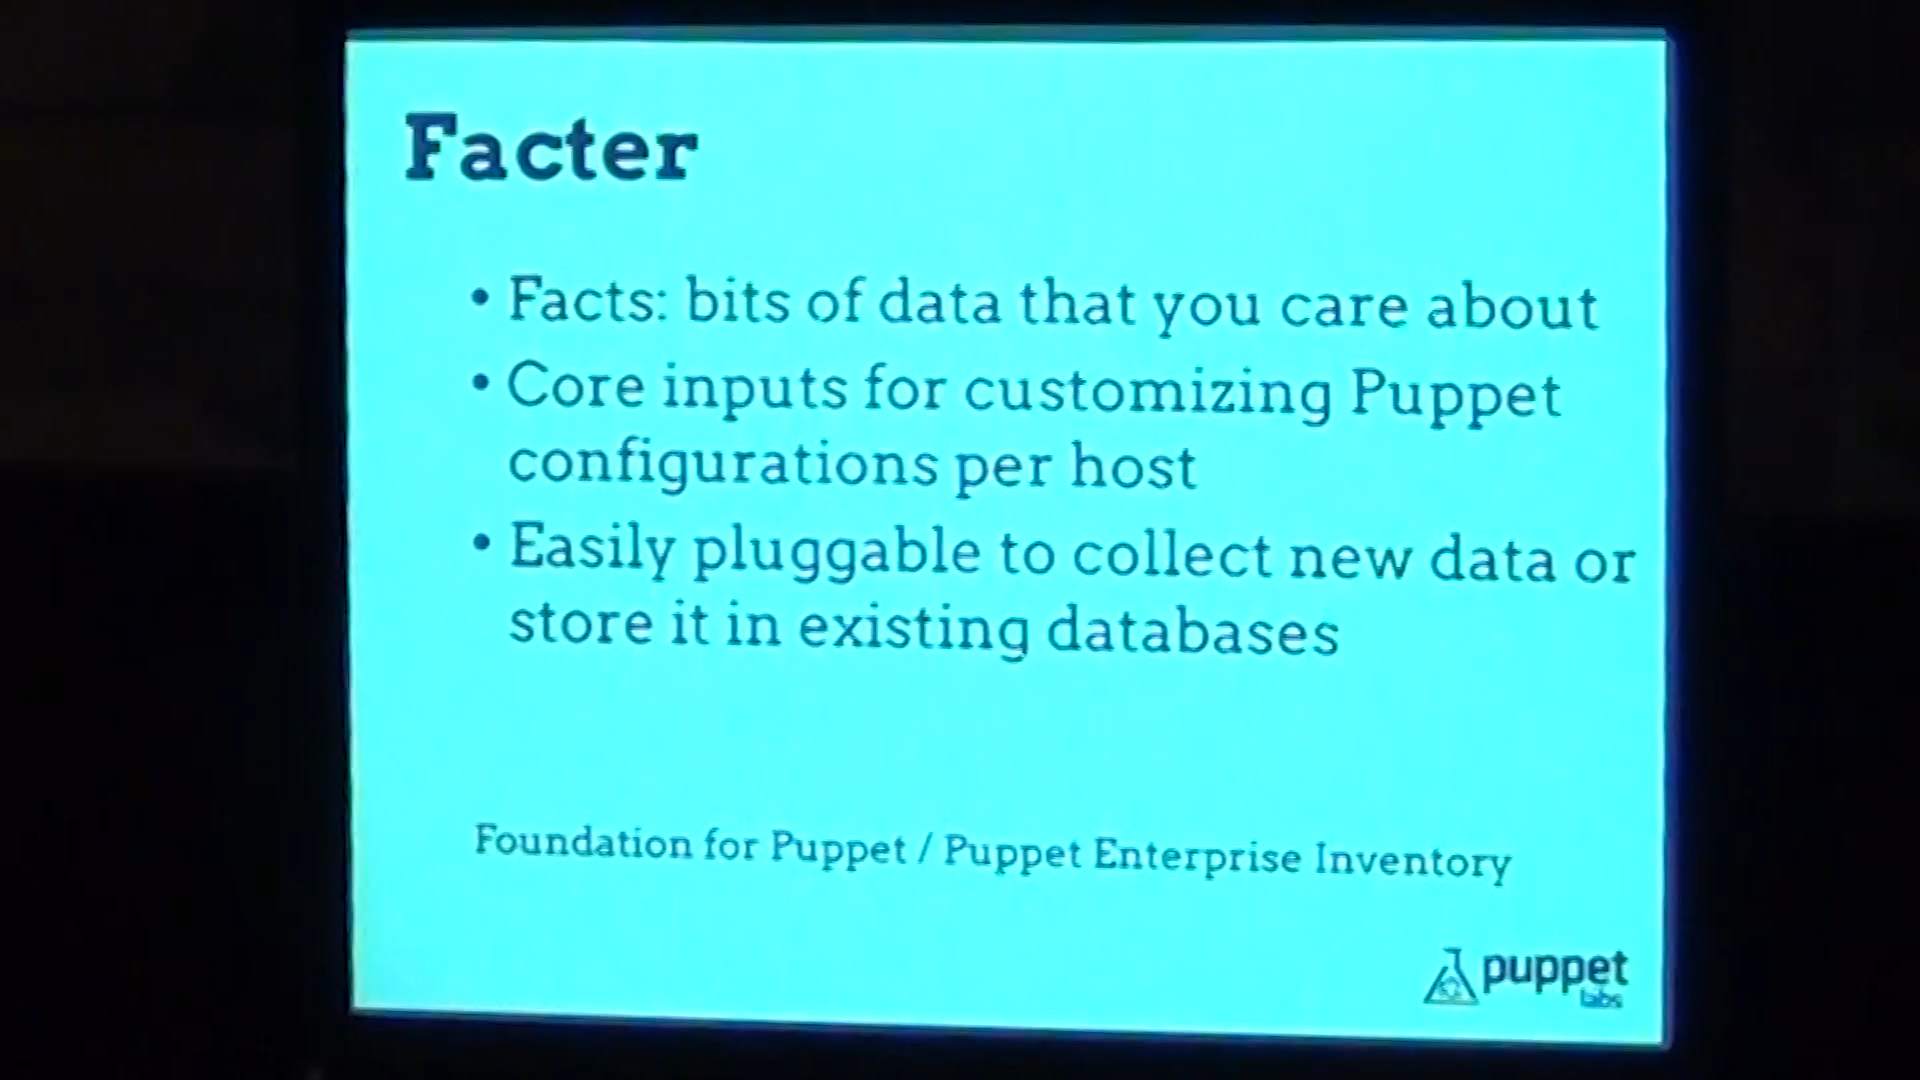 Facter
• Facts: bits of data that you care about
• Core inputs for customizing Puppet
configurations per host
• Easily pluggable to collect new data or
store it in existing databases
Foundation for Puppet / Puppet Enterprise Inventory
puppet
labs